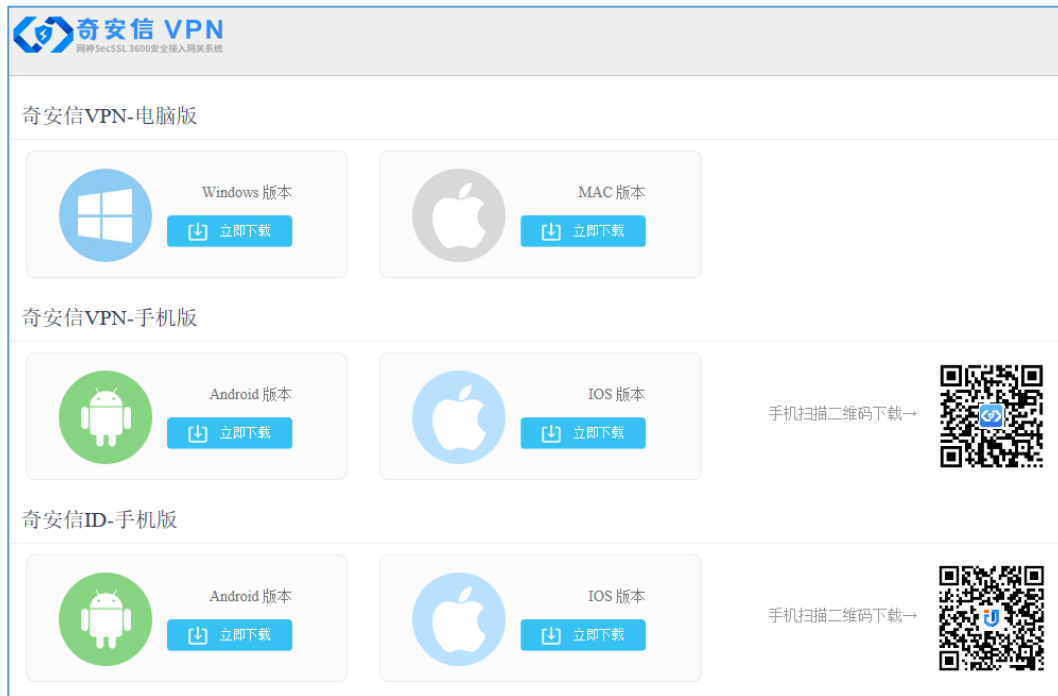 奇安信 VPN
网神SecSSL 3600安全接入网关系统
奇安信VPN-电脑版
Windows 版本
立即下载
MAC 版本
立即下载
奇安信VPN-手机版
Android 版本
立即下载
IOS 版本
立即下载
手机扫描二维码下载→
奇安信ID-手机版
Android 版本
立即下载
IOS 版本
立即下载
手机扫描二维码下载→